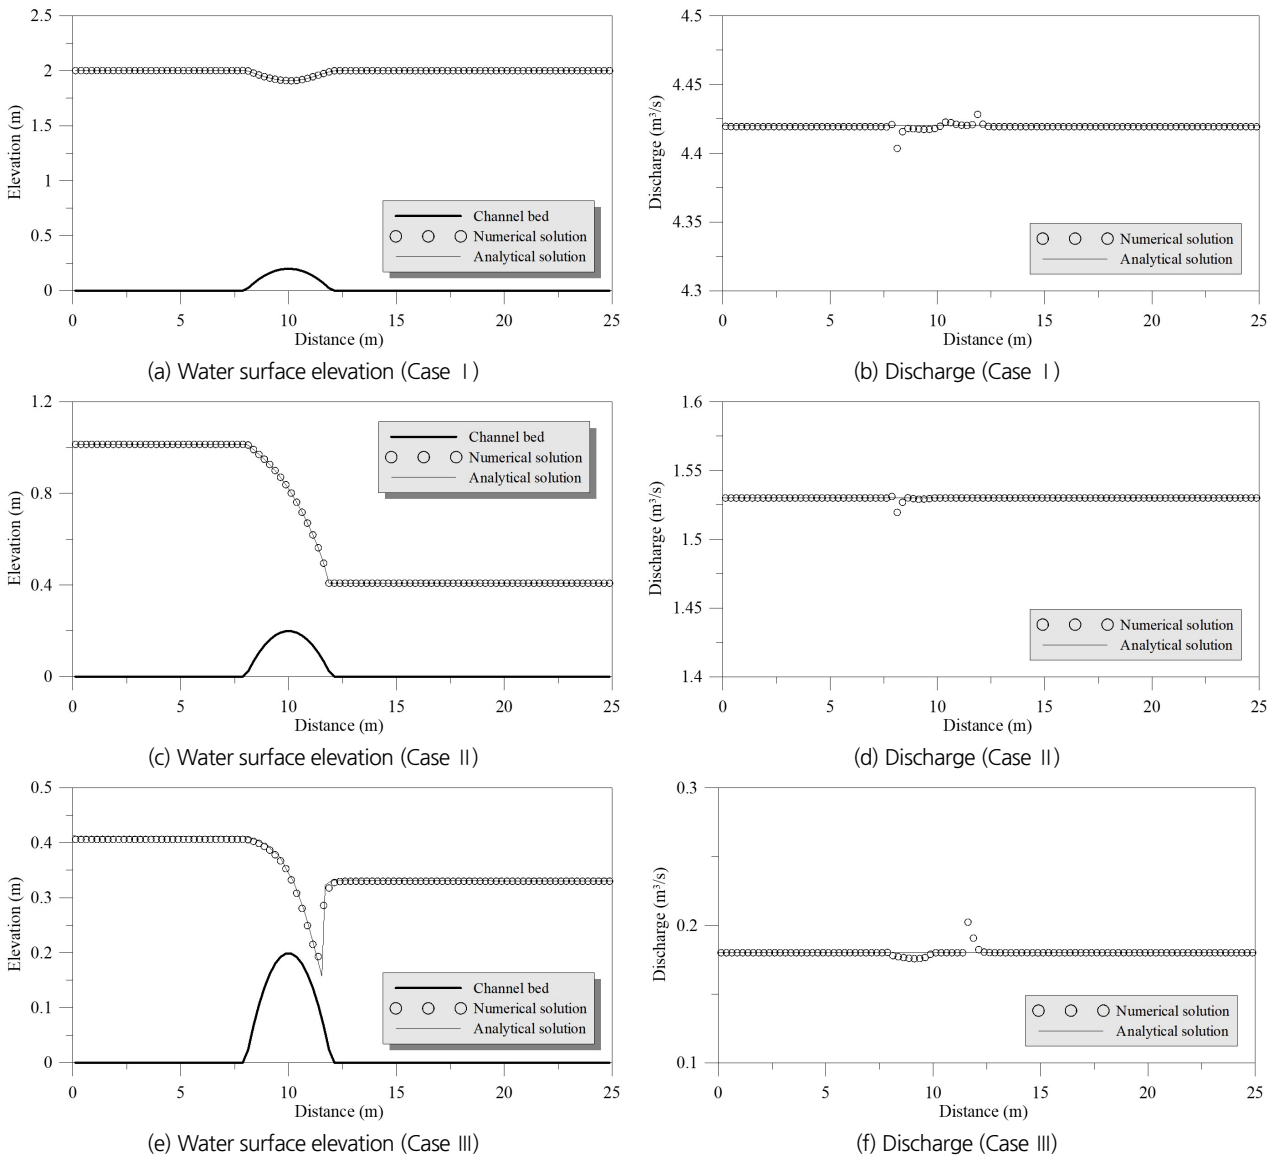 2.5
2
1.5
1
0.5
0
Elevation (m)
Channel bed
Numerical solution
Analytical solution
0 5 10 15 20 25
Distance (m)
(a) Water surface elevation (Case Ⅰ)
4.5
4.45
4.4
4.35
4.3
Discharge (m³/s)
Numerical solution
Analytical solution
0 5 10 15 20 25
Distance (m)
(b) Discharge (Case Ⅰ)
1.2
0.8
0.4
0
Elevation (m)
Channel bed
Numerical solution
Analytical solution
0 5 10 15 20 25
Distance (m)
(c) Water surface elevation (Case Ⅱ)
1.6
1.55
1.5
1.45
1.4
Discharge (m³/s)
Numerical solution
Analytical solution
0 5 10 15 20 25
Distance (m)
(d) Discharge (Case Ⅱ)
0.5
0.4
0.3
0.2
0.1
0
Elevation (m)
Channel bed
Numerical solution
Analytical solution
0 5 10 15 20 25
Distance (m)
(e) Water surface elevation (Case Ⅲ)
0.3
0.2
0.1
Discharge (m³/s)
Numerical solution
Analytical solution
0 5 10 15 20 25
Distance (m)
(f) Discharge (Case Ⅲ)